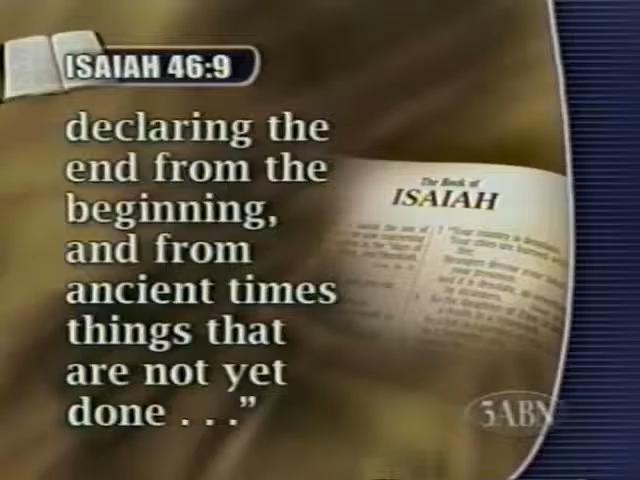 ISAIAH 46:9
declaring the
end from the
beginning,
and from
ancient times
things that
are not yet
done . . ."
The Book of
ISAIAH
3ABN